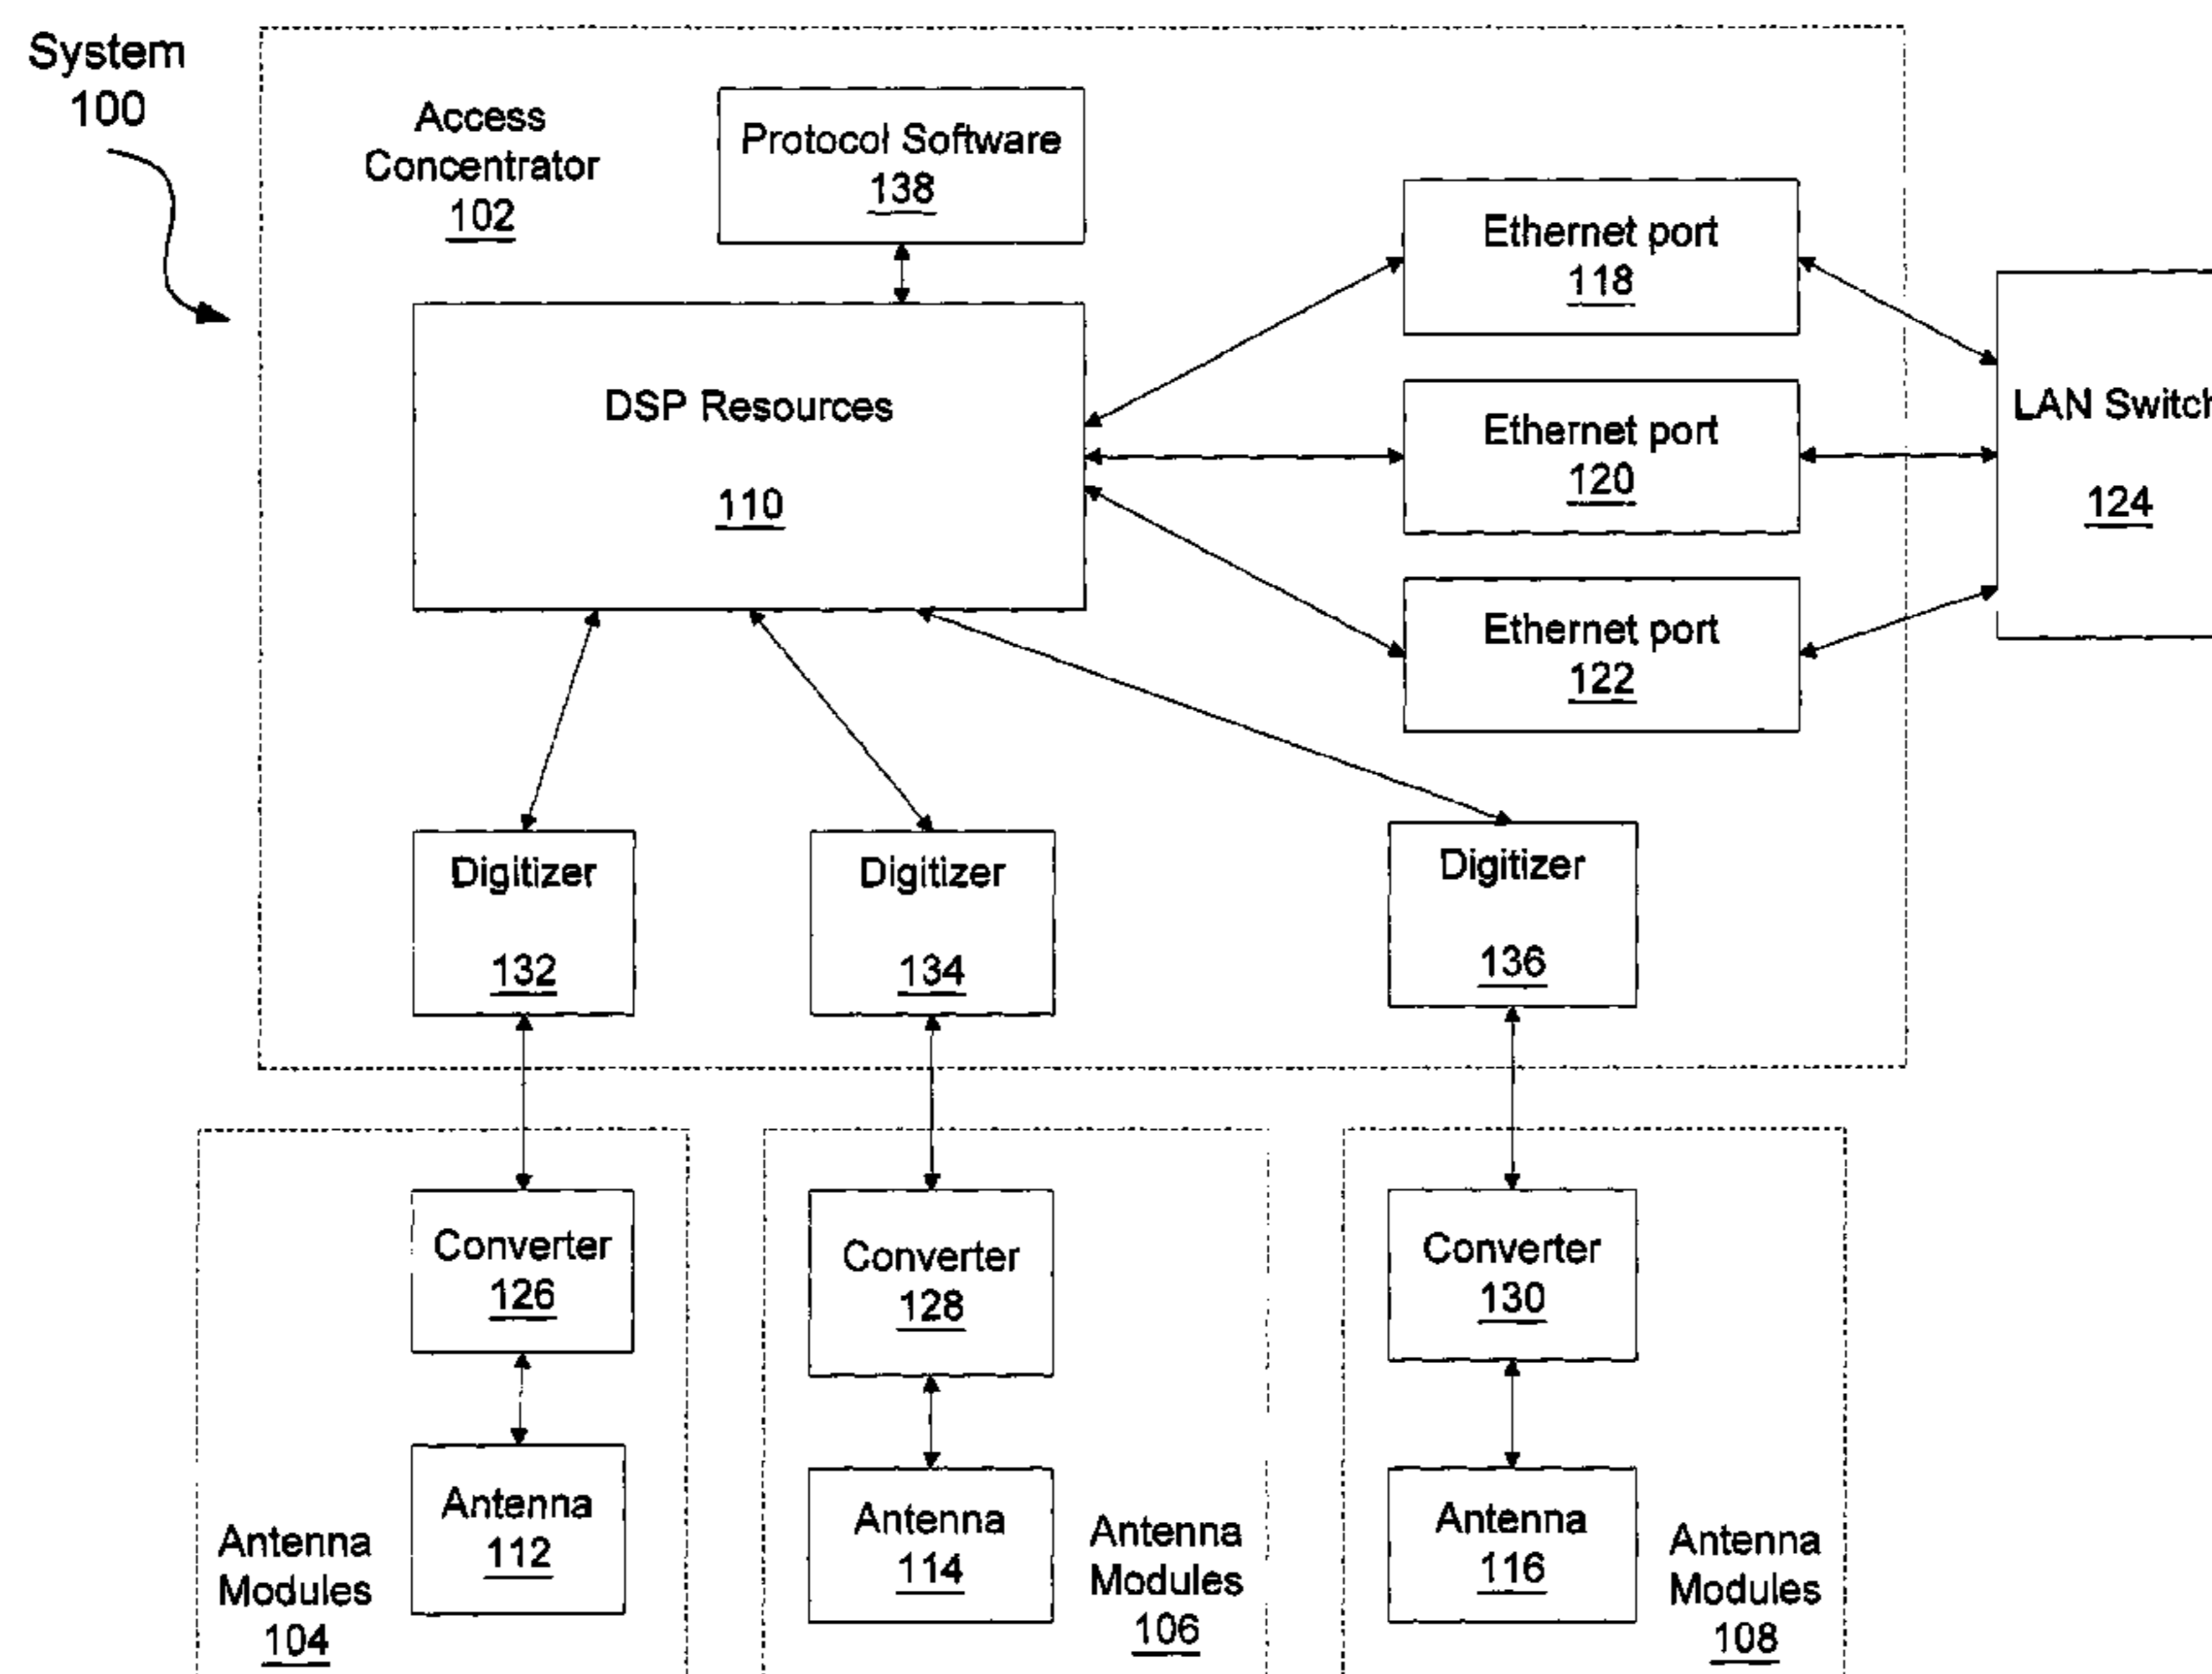 System
100
Access
Concentrator
102
Protocol Software
138
Ethernet port
118
DSP Resources
110
Ethernet port
120
LAN Switch
124
Ethernet port
122
Digitizer
132
Digitizer
134
Digitizer
136
Converter
126
Converter
128
Converter
130
Antenna
112
Antenna
114
Antenna
116
Antenna
Modules
104
Antenna
Modules
106
Antenna
Modules
108